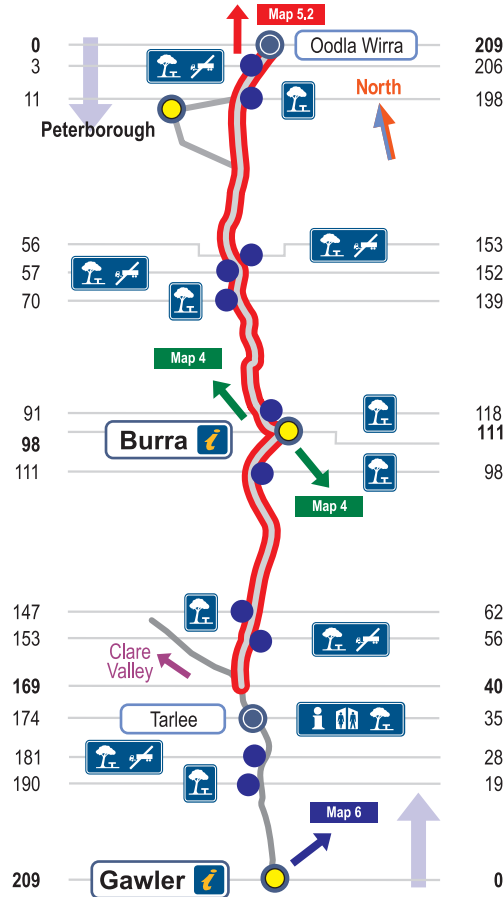 Map 5.2
0 Oodla Wirra 209
3 206
North
11 198
Peterborough
56 153
57 152
70 139
Map 4
91 118
Burra i 111
98
111 98
Map 4
147 62
153 56
Clare
Valley
169 40
174 Tarlee i 35
181 28
190 19
Map 6
209 Gawler i 0